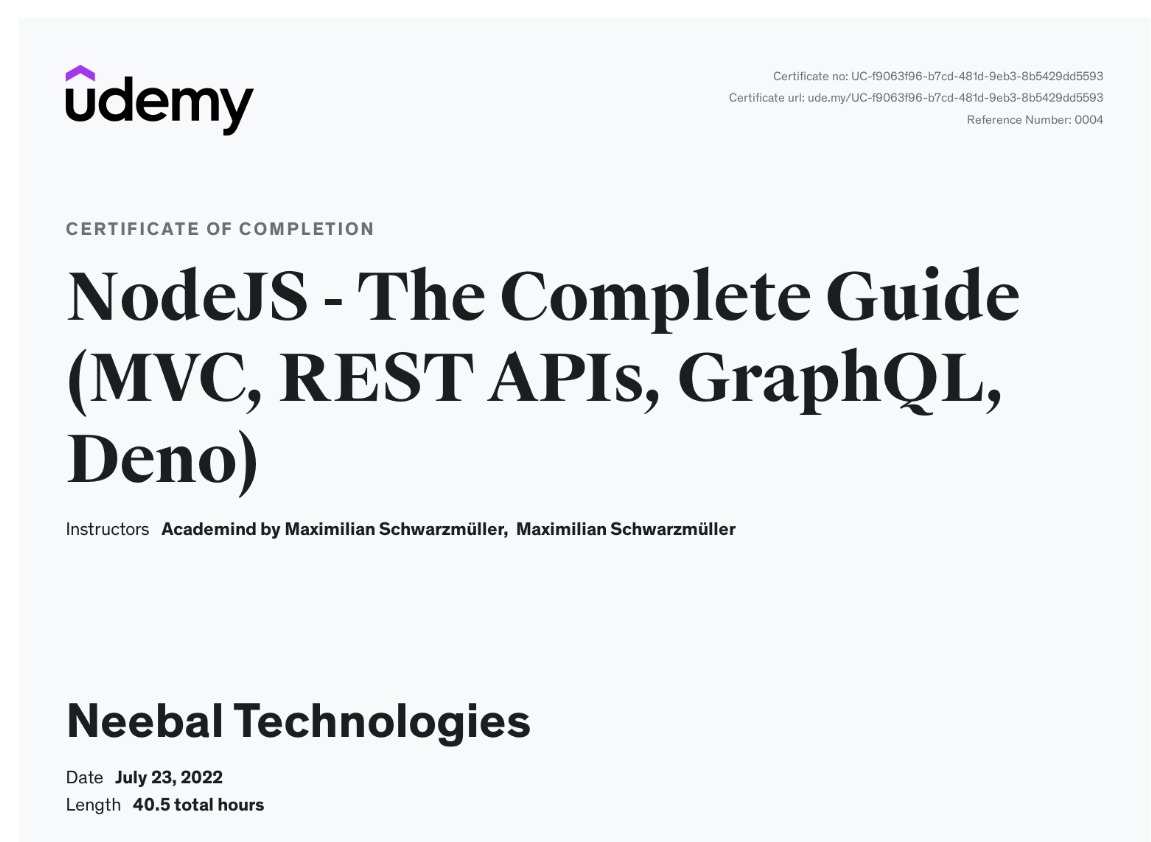 udemy
Certificate no: UC-f9063f96-b7cd-481d-9eb3-8b5429dd5593
Certificate url: ude.my/UC-f9063f96-b7cd-481d-9eb3-8b5429dd5593
Reference Number: 0004
CERTIFICATE OF COMPLETION
NodeJS - The Complete Guide
(MVC, REST APIs, GraphQL,
Deno)
Instructors Academind by Maximilian Schwarzmüller, Maximilian Schwarzmüller
Neebal Technologies
Date July 23, 2022
Length 40.5 total hours